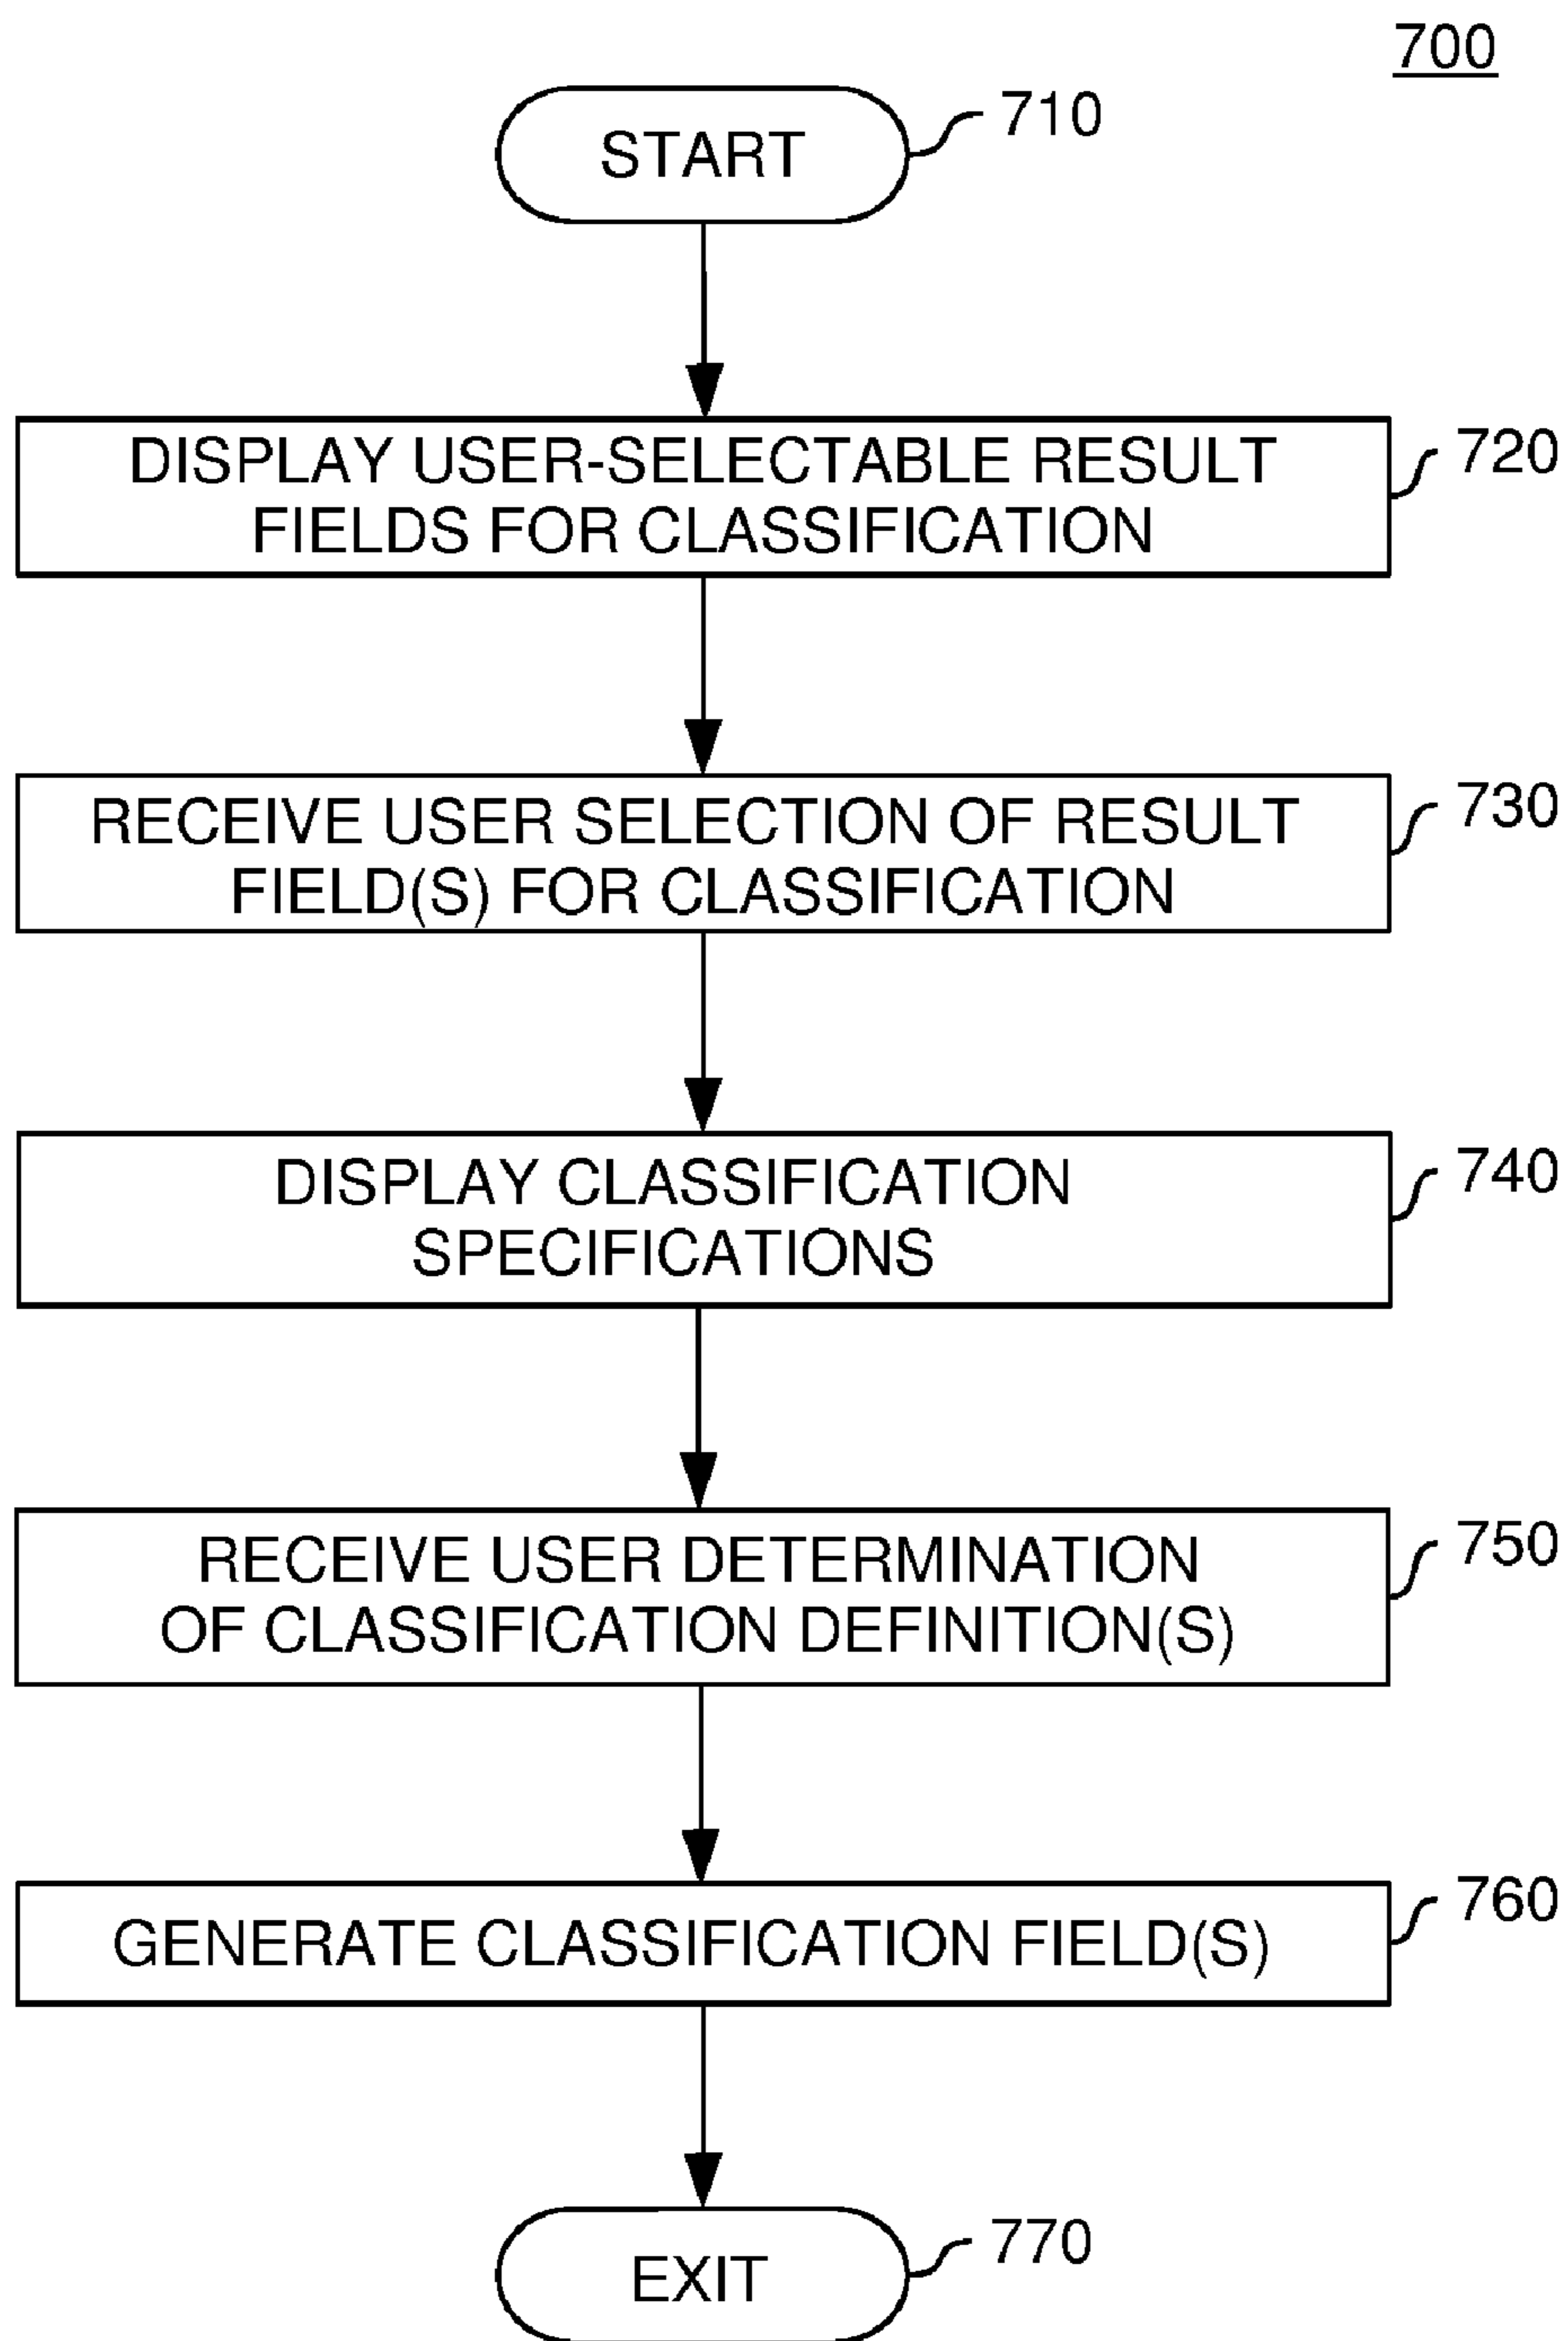 700
START
710
DISPLAY USER-SELECTABLE RESULT
FIELDS FOR CLASSIFICATION
720
RECEIVE USER SELECTION OF RESULT
FIELD(S) FOR CLASSIFICATION
730
DISPLAY CLASSIFICATION
SPECIFICATIONS
740
RECEIVE USER DETERMINATION
OF CLASSIFICATION DEFINITION(S)
750
GENERATE CLASSIFICATION FIELD(S)
760
EXIT
770